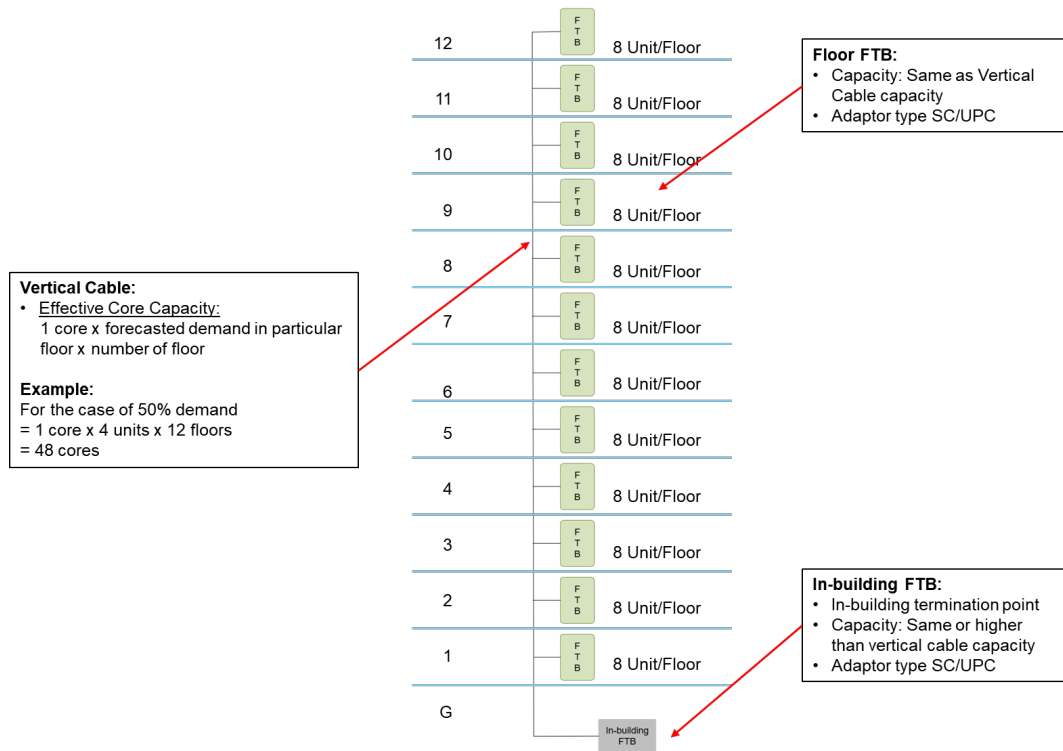 12
F
T
B
8 Unit/Floor
11
F
T
B
8 Unit/Floor
10
F
T
B
8 Unit/Floor
9
F
T
B
8 Unit/Floor
8
F
T
B
8 Unit/Floor
7
F
T
B
8 Unit/Floor
6
F
T
B
8 Unit/Floor
5
F
T
B
8 Unit/Floor
4
F
T
B
8 Unit/Floor
3
F
T
B
8 Unit/Floor
2
F
T
B
8 Unit/Floor
1
F
T
B
8 Unit/Floor
G
In-building
FTB
Floor FTB:
• Capacity: Same as Vertical
Cable capacity
• Adaptor type SC/UPC
Vertical Cable:
• Effective Core Capacity:
1 core x forecasted demand in particular
floor x number of floor
Example:
For the case of 50% demand
= 1 core x 4 units x 12 floors
= 48 cores
In-building FTB:
• In-building termination point
• Capacity: Same or higher
than vertical cable capacity
• Adaptor type SC/UPC